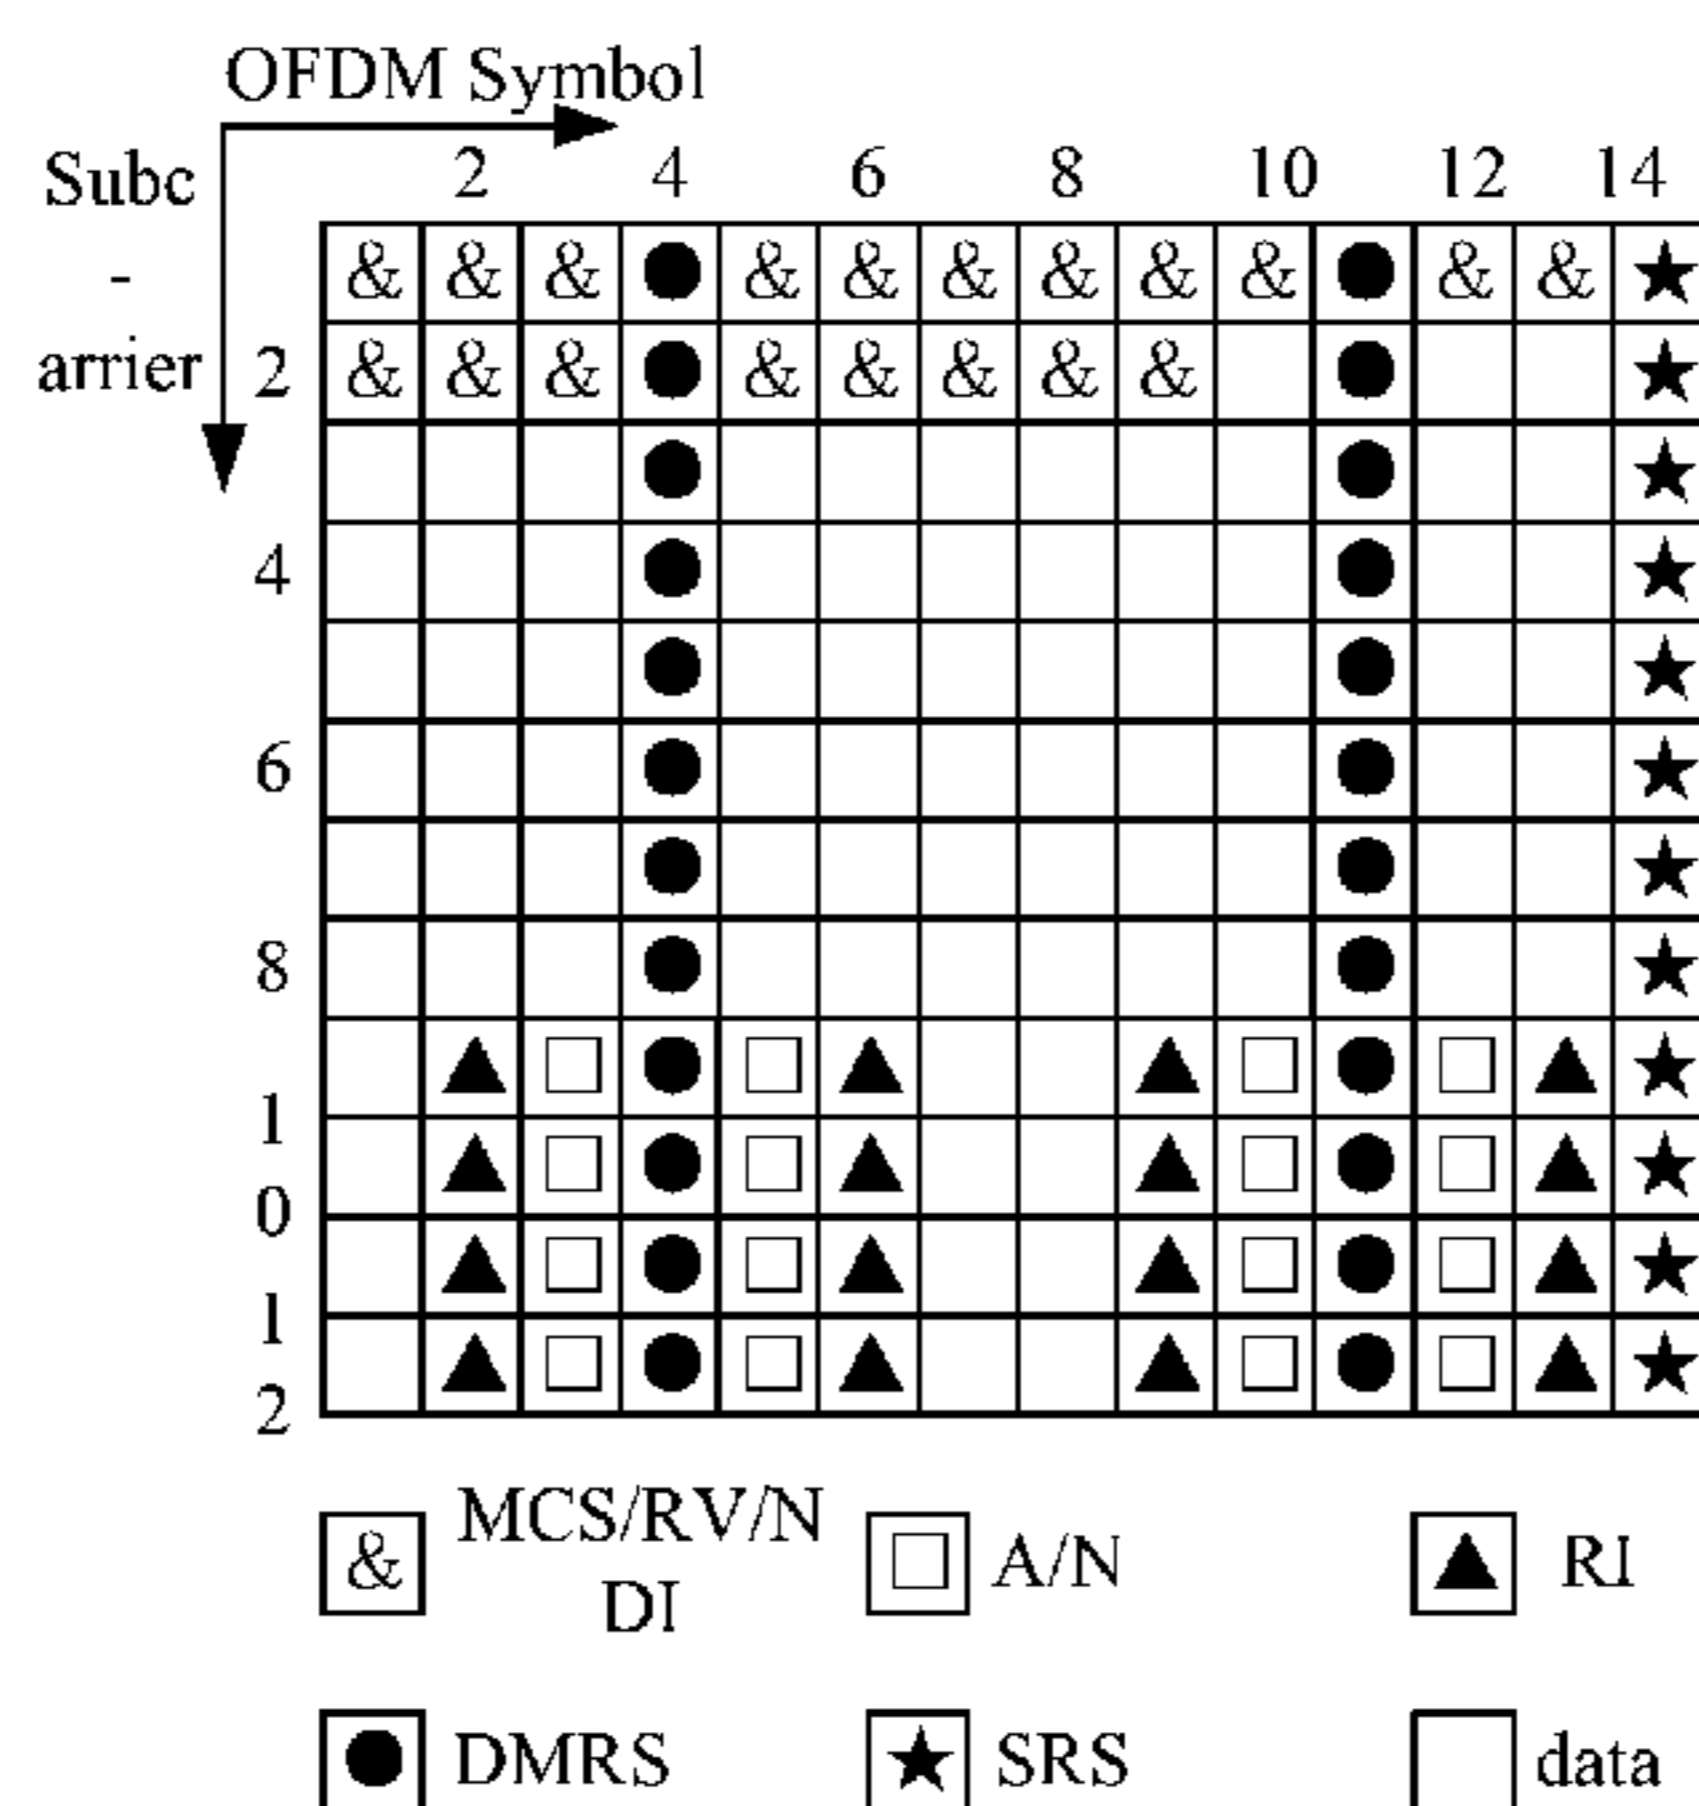 OFDM Symbol
Subc
-
arrier
2 4 6 8 10 12 14
& & & & & & & & & & &
2 & & & & & & & &
4
6
8
1
0
1
2
& MCS/RV/N
DI
A/N
RI
DMRS
SRS
data